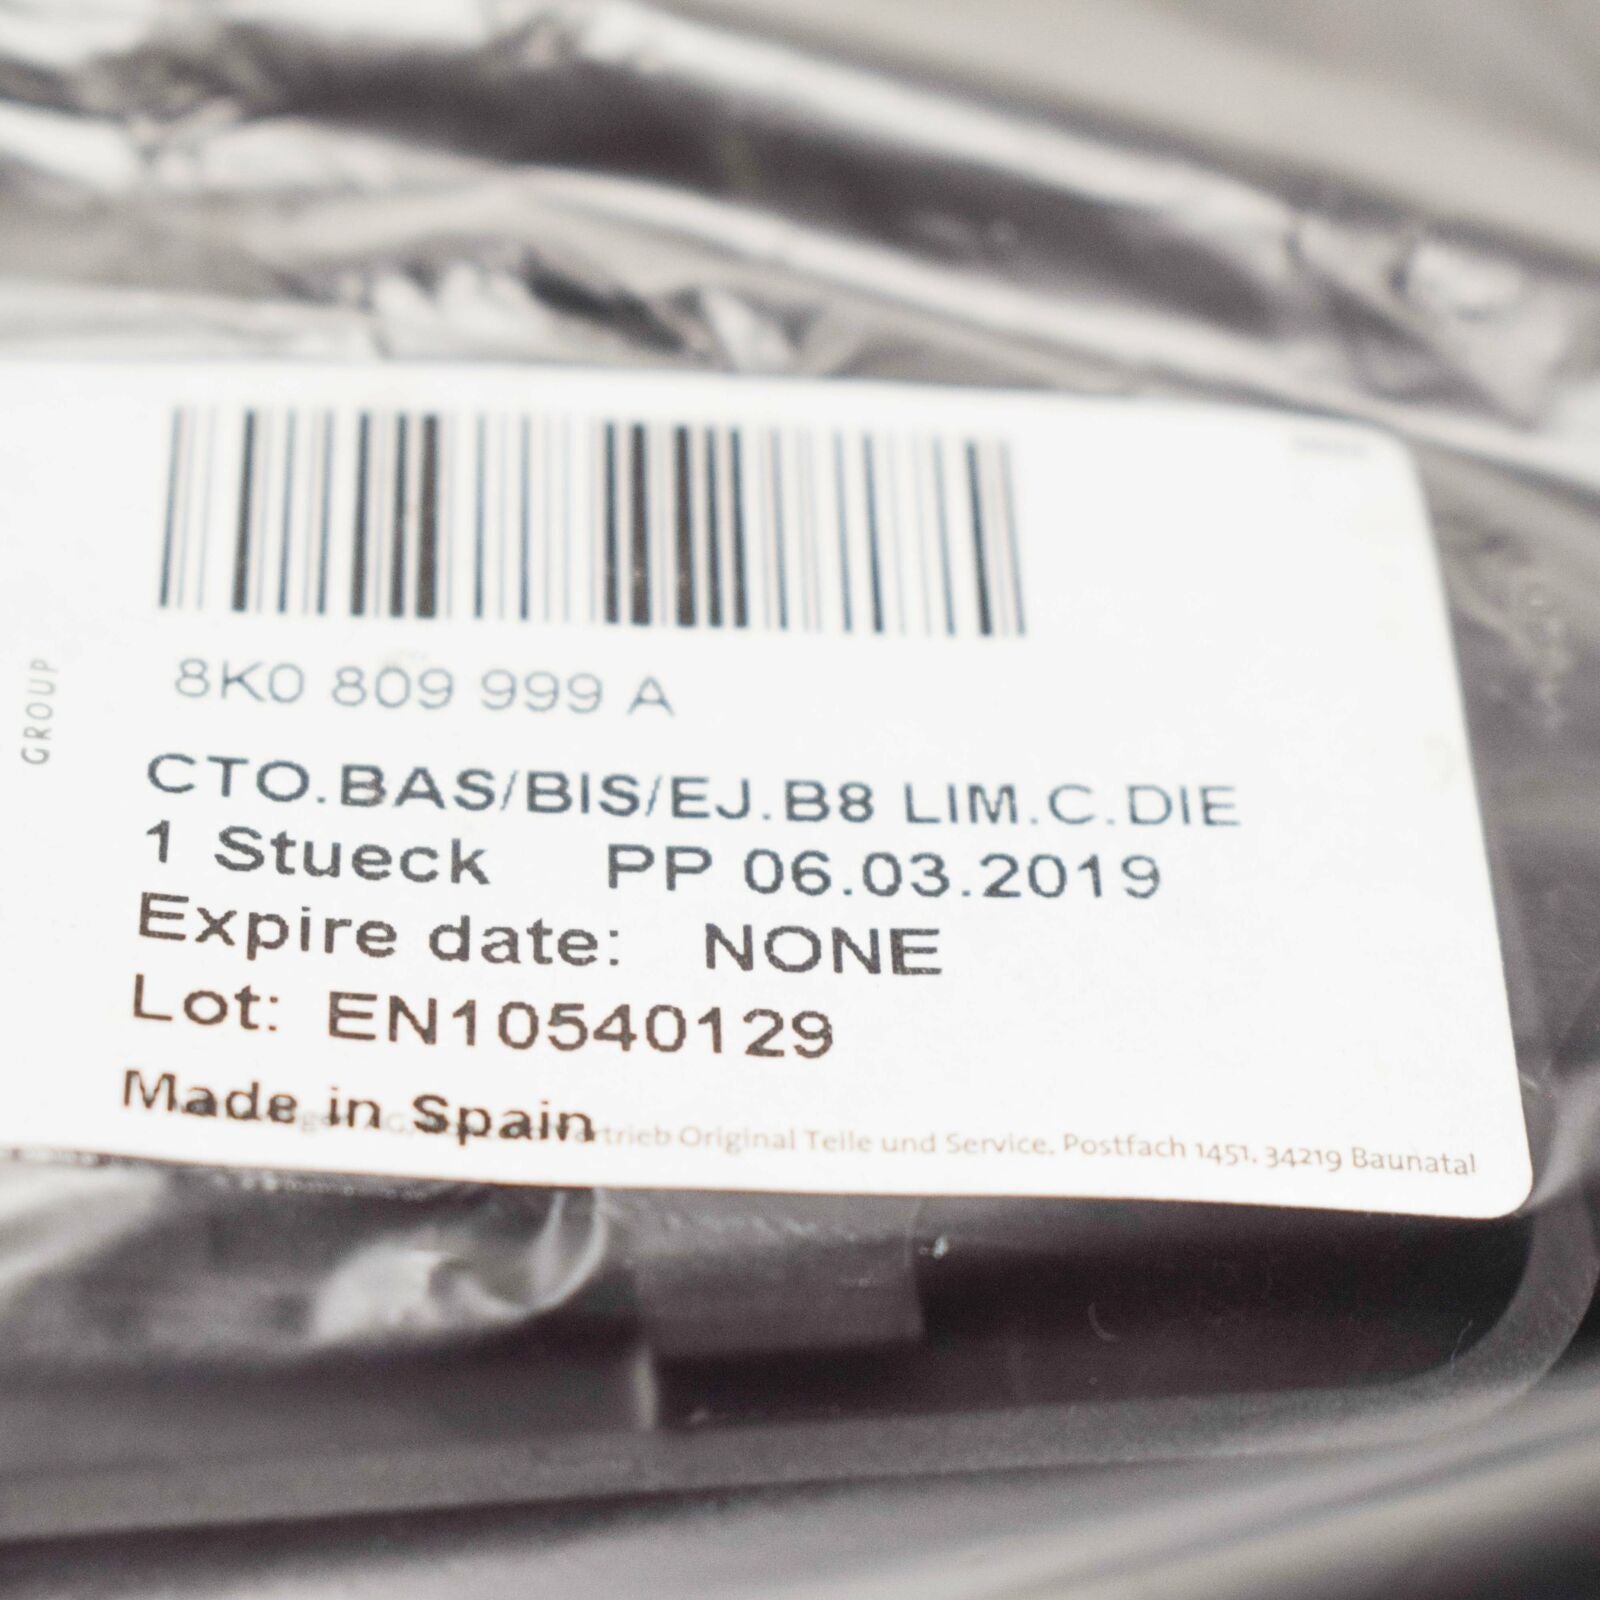 8K0 809 999 A
CTO.BAS/BIS/EJ.B8 LIM.C.DIE
1 Stueck PP 06.03.2019
Expire date: NONE
Lot: EN10540129
Made in Spain
Original Teile und Service, Postfach 1451, 34219 Baunatal
GROUP